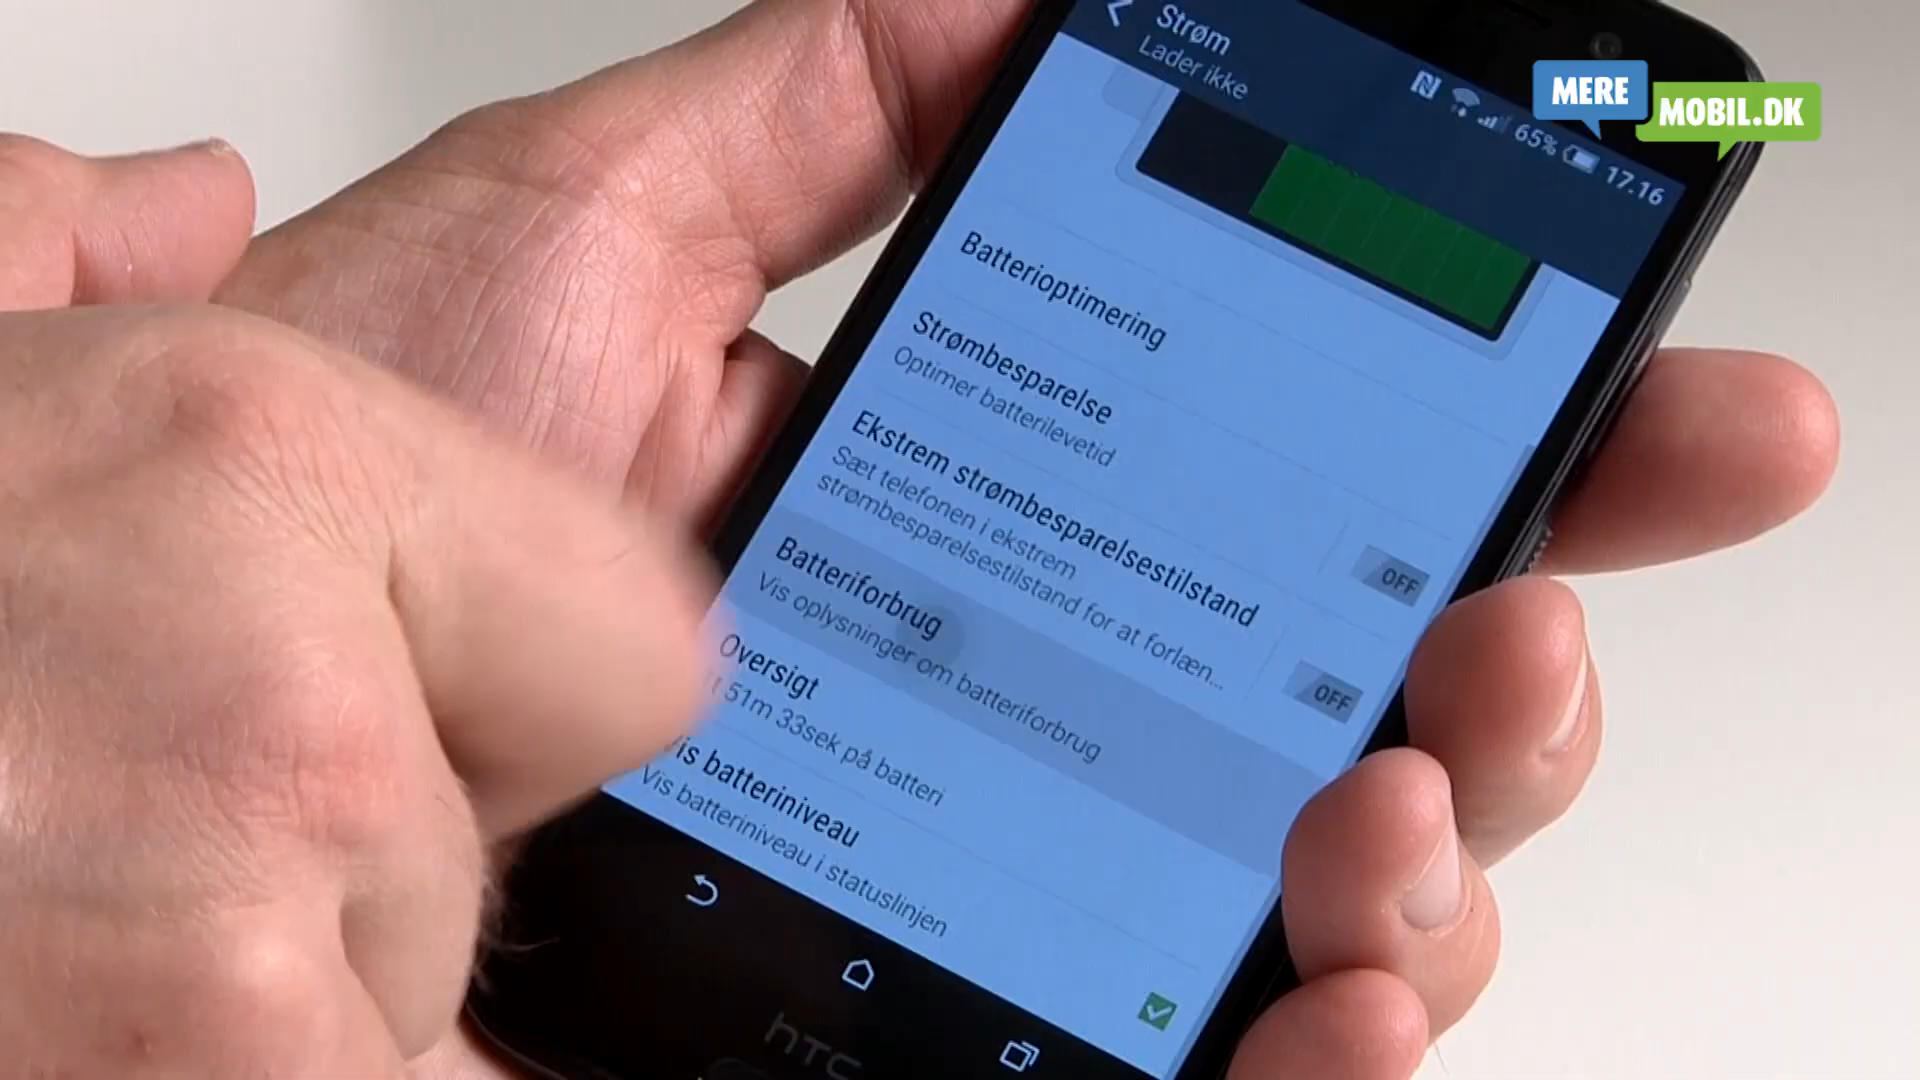 Strøm
Lader ikke
65%
17.16
MERE
MOBIL.DK
Batterioptimering
Strømbesparelse
Optimer batterilevetid
OFF
Ekstrem strømbesparelsestilstand
Sæt telefonen i ekstrem
strømbesparelsestilstand for at forlæn...
OFF
Batteriforbrug
Vis oplysninger om batteriforbrug
Oversigt
51m 33sek på batteri
Vis batteriniveau
Vis batteriniveau i statuslinjen
hTC